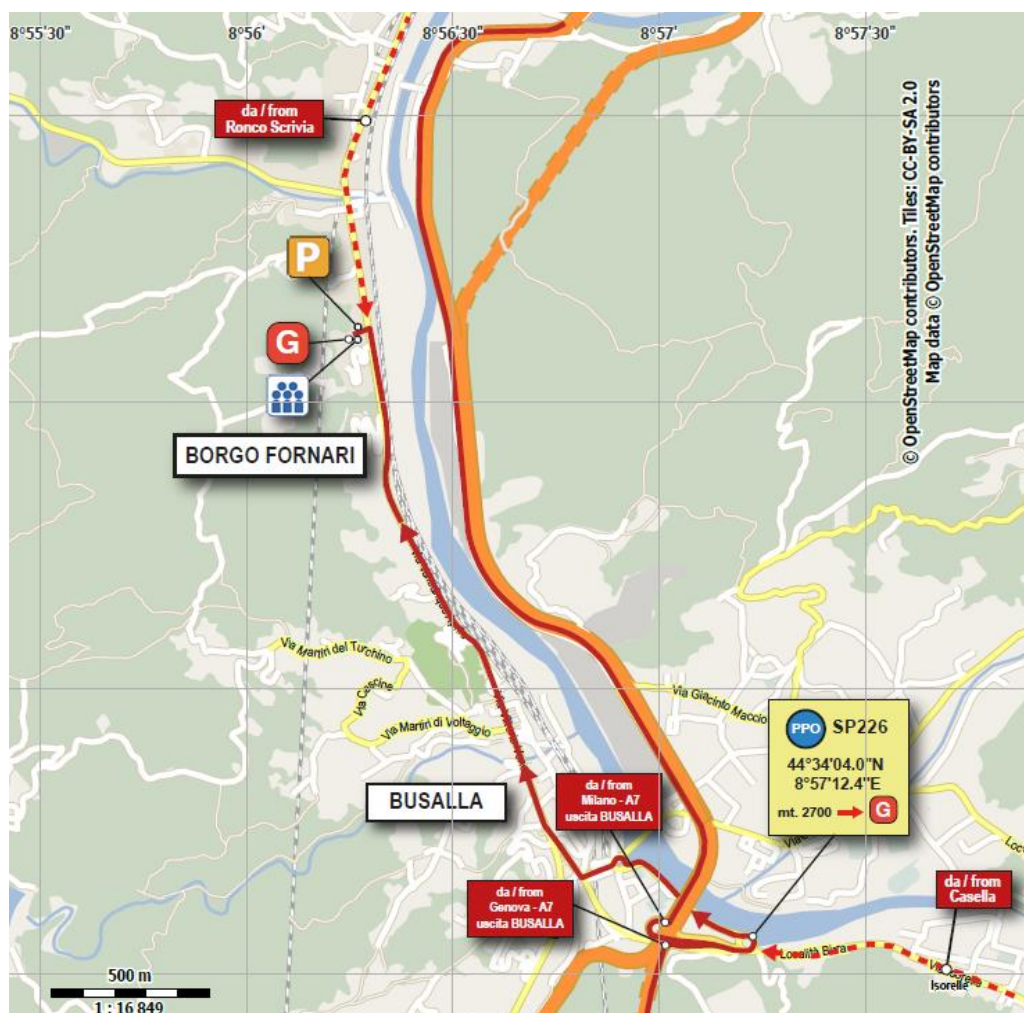 8°55'30"
8°56'
8°56'30"
8°57'
8°57'30"
da / from
Ronco Scrivia
P
G
BORGO FORNARI
© OpenStreetMap contributors. Tiles: CC-BY-SA 2.0
Map data © OpenStreetMap contributors
Via Martiri del Turchino
Via Cascine
Via Martiri di Voltaggio
Via Giacinto Maccio
PPO SP226
44°34'04.0"N
8°57'12.4"E
mt. 2700
G
BUSALLA
da / from
Milano - A7
uscita BUSALLA
Via
Loc
da / from
Genova - A7
uscita BUSALLA
da / from
Casella
Località Birra
Isorelle
500 m
1 : 16 849